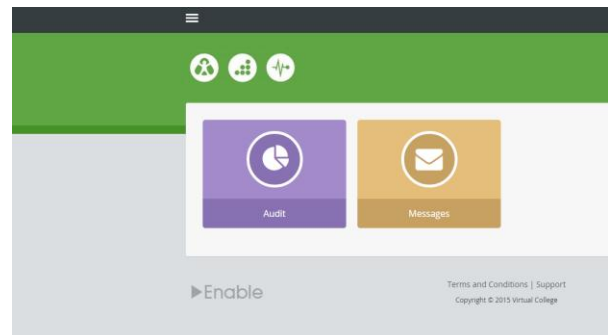 Audit
Messages
Enable
Terms and Conditions | Support
Copyright © 2015 Virtual College